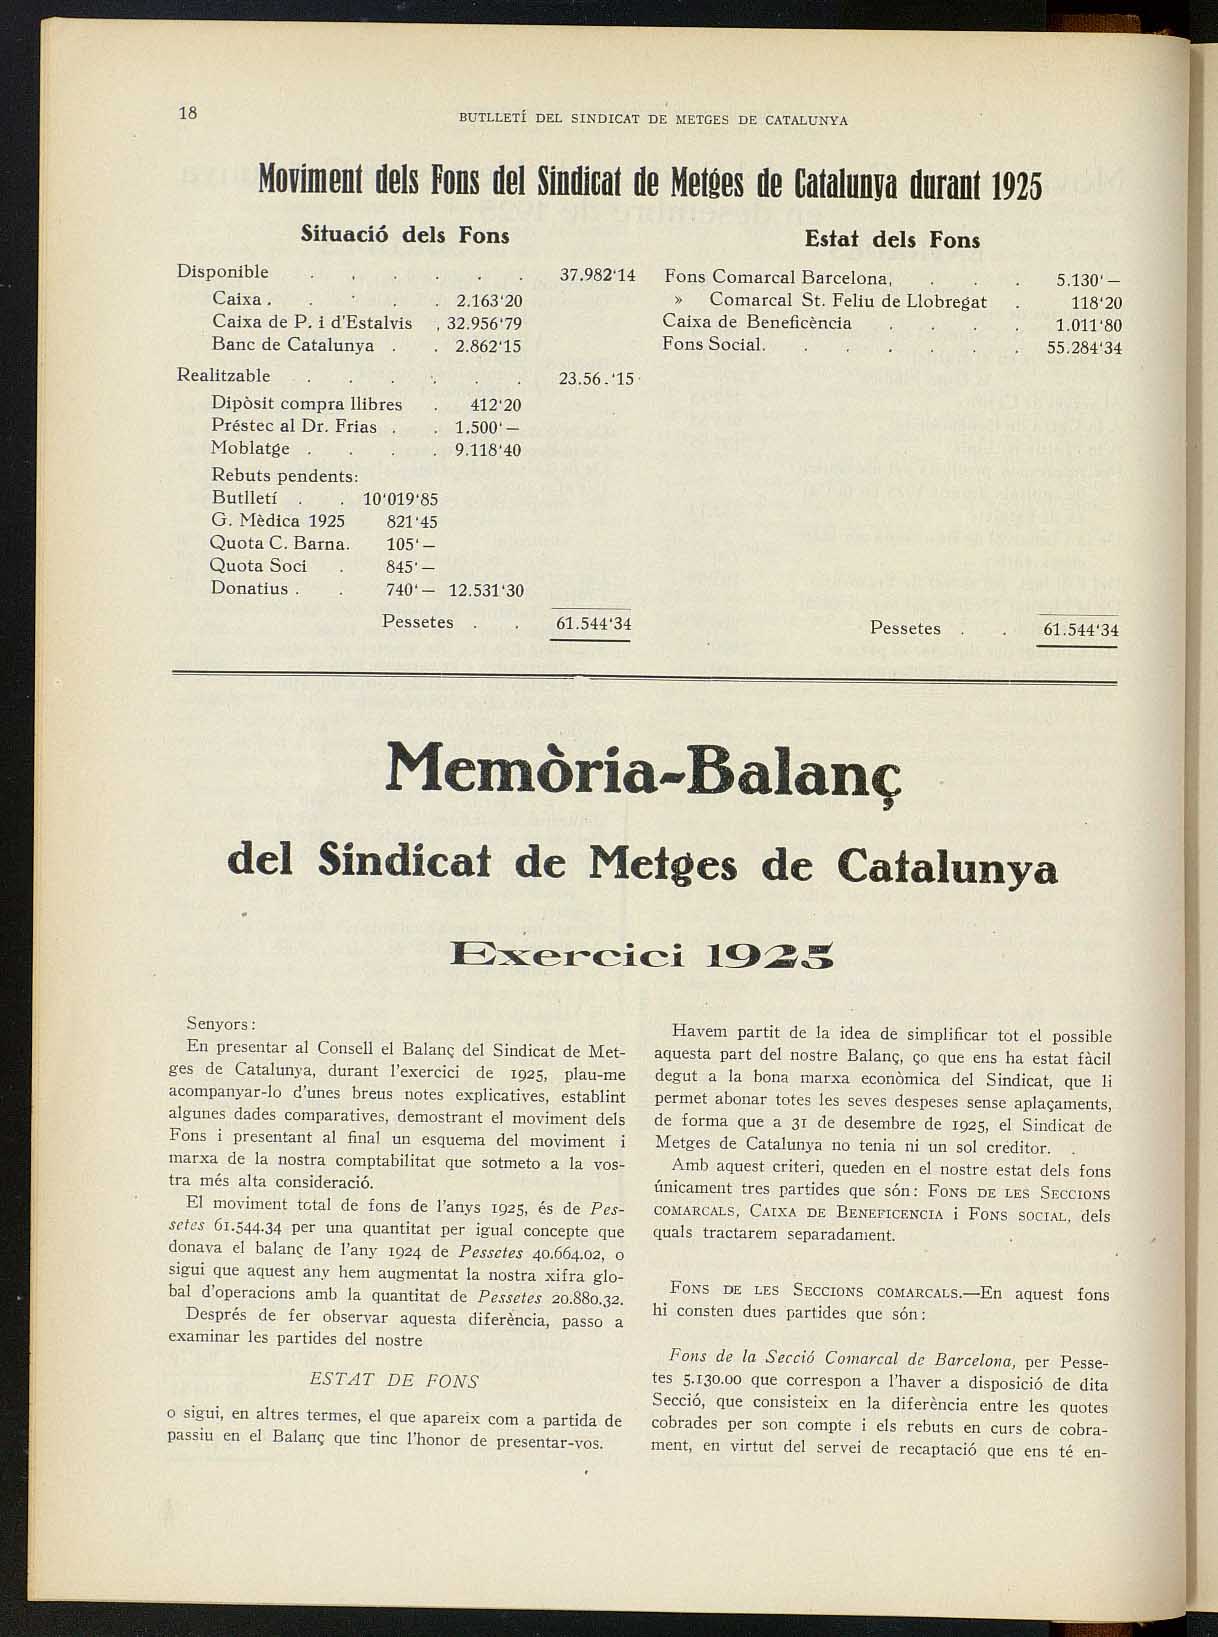 18
BUTLLETÍ DEL SINDICAT DE METGES DE CATALUNYA
Moviment dels Fons del Sindicat de Metges de Catalunya durant 1925
Situació dels Fons
Disponible . . . . . . 37.982'14
Caixa . . . . . 2.163'20
Caixa de P. i d'Estalvis . 32.956'79
Banc de Catalunya . . 2.862'15
Realitzable . . . . . . 23.56.'15
Dipòsit compra llibres . 412'20
Préstec al Dr. Frias . . 1.500'—
Moblatge . . . . 9.118'40
Rebuts pendents:
Butlletí . . 10'019'85
G. Mèdica 1925 821'45
Quota C. Barna. 105'—
Quota Soci . 845'—
Donatius . . 740'— 12.531'30
Pessetes . . 61.544'34
Estat dels Fons
Fons Comarcal Barcelona, . . . 5.130'—
» Comarcal St. Feliu de Llobregat . 118'20
Caixa de Beneficència . . . . 1.011'80
Fons Social. . . . . . . 55.284'34
Pessetes . . 61.544'34
Memòria-Balanç
del Sindicat de Metges de Catalunya
Exercici 1925
Senyors:
En presentar al Consell el Balanç del Sindicat de Met-
ges de Catalunya, durant l'exercici de 1925, plau-me
acompanyar-lo d'unes breus notes explicatives, establint
algunes dades comparatives, demostrant el moviment dels
Fons i presentant al final un esquema del moviment i
marxa de la nostra comptabilitat que sotmeto a la vos-
tra més alta consideració.
El moviment total de fons de l'anys 1925, és de Pes-
setes 61.544.34 per una quantitat per igual concepte que
donava el balanç de l'any 1924 de Pessetes 40.664.02, o
sigui que aquest any hem augmentat la nostra xifra glo-
bal d'operacions amb la quantitat de Pessetes 20.880.32.
Després de fer observar aquesta diferència, passo a
examinar les partides del nostre
ESTAT DE FONS
o sigui, en altres termes, el que apareix com a partida de
passiu en el Balanç que tinc l'honor de presentar-vos.
Havem partit de la idea de simplificar tot el possible
aquesta part del nostre Balanç, ço que ens ha estat fàcil
degut a la bona marxa econòmica del Sindicat, que li
permet abonar totes les seves despeses sense aplaçaments,
de forma que a 31 de desembre de 1925, el Sindicat de
Metges de Catalunya no tenia ni un sol creditor.
Amb aquest criteri, queden en el nostre estat dels fons
únicament tres partides que són: FONS DE LES SECCIONS
COMARCALS, CAIXA DE BENEFICENCIA i FONS SOCIAL, dels
quals tractarem separadament.
FONS DE LES SECCIONS COMARCALS.—En aquest fons
hi consten dues partides que són:
Fons de la Secció Comarcal de Barcelona, per Pesse-
tes 5.130.00 que correspon a l'haver a disposició de dita
Secció, que consisteix en la diferència entre les quotes
cobrades per son compte i els rebuts en curs de cobra-
ment, en virtut del servei de recaptació que ens té en-